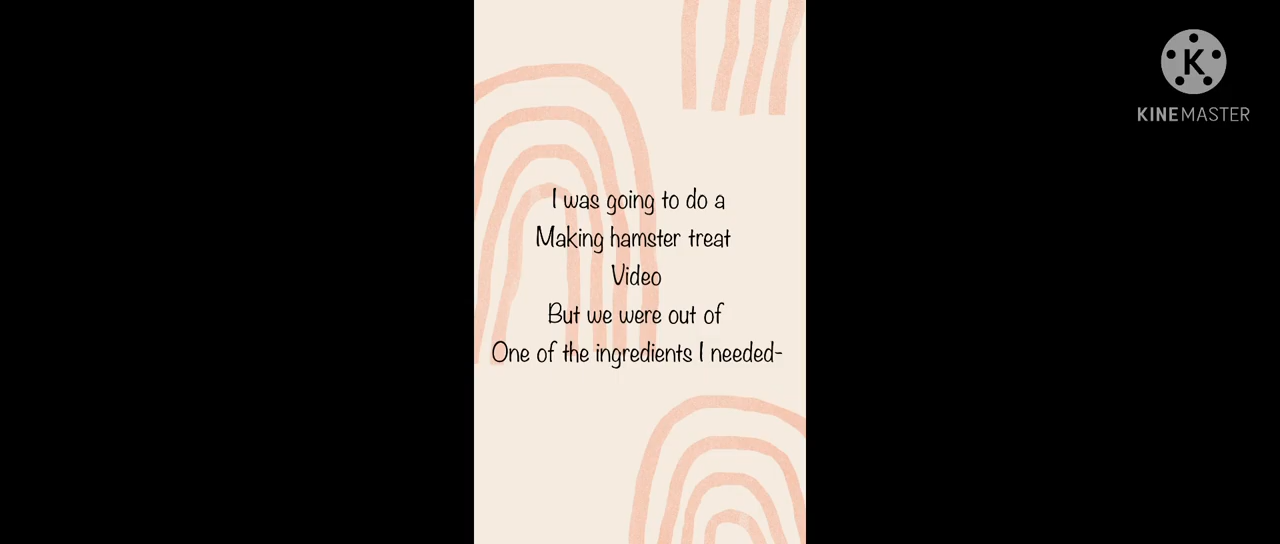 I was going to do a
Making hamster treat
Video
But we were out of
One of the ingredients I needed-
K
KINEMASTER